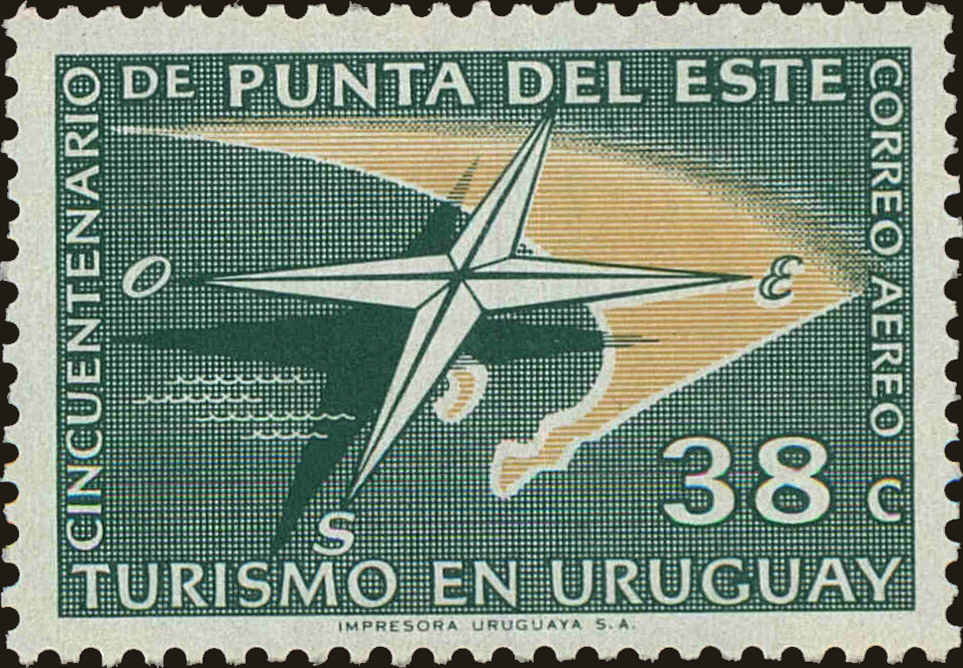 CINCUENTENARIO
DE PUNTA DEL ESTE
CORREO AEREO
O
E
S
38 C
TURISMO EN URUGUAY
IMPRESORA URUGUAYA S.A.